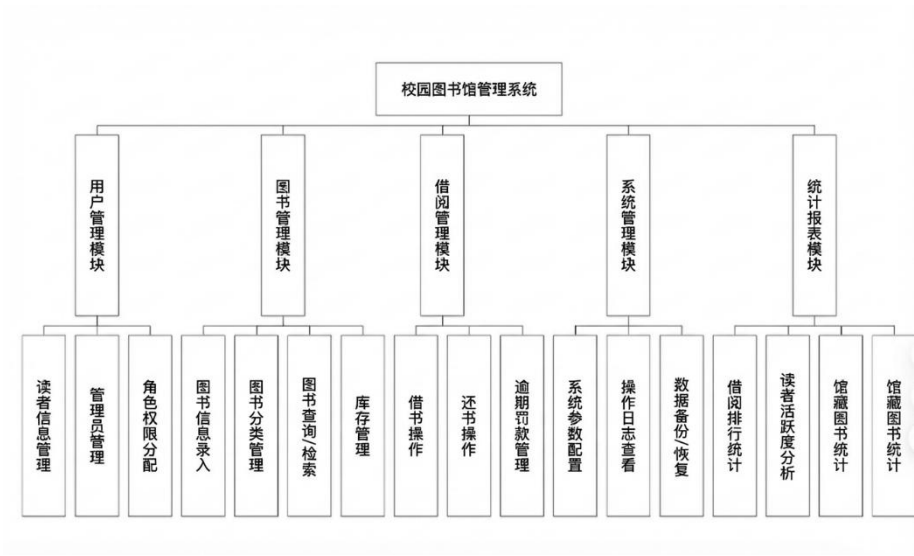 校园图书馆管理系统
用户管理模块
图书管理模块
借阅管理模块
系统管理模块
统计报表模块
读者信息管理
管理员管理
角色权限分配
图书信息录入
图书分类管理
图书查询/检索
库存管理
借书操作
还书操作
逾期罚款管理
系统参数配置
操作日志查看
数据备份/恢复
借阅排行统计
读者活跃度分析
馆藏图书统计
馆藏图书统计